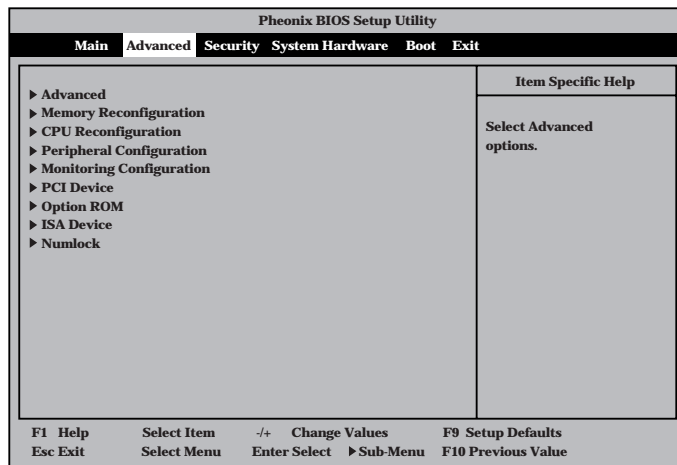 Pheonix BIOS Setup Utility
Main Advanced Security System Hardware Boot Exit
Item Specific Help
Select Advanced
options.
Advanced
Memory Reconfiguration
CPU Reconfiguration
Peripheral Configuration
Monitoring Configuration
PCI Device
Option ROM
ISA Device
Numlock
F1 Help Select Item -/+ Change Values F9 Setup Defaults
Esc Exit Select Menu Enter Select Sub-Menu F10 Previous Value